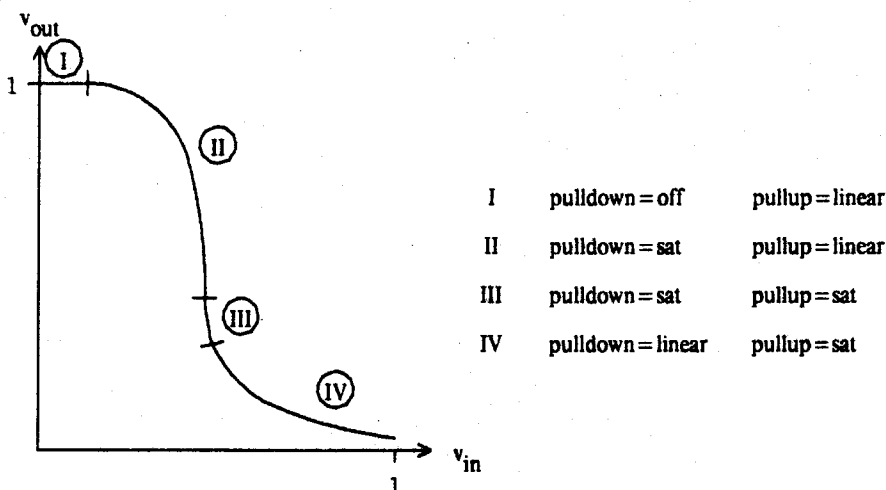 v_out
I
1
II
I pulldown=off pullup=linear
II pulldown=sat pullup=linear
III pulldown=sat pullup=sat
IV pulldown=linear pullup=sat
III
IV
v_in
1